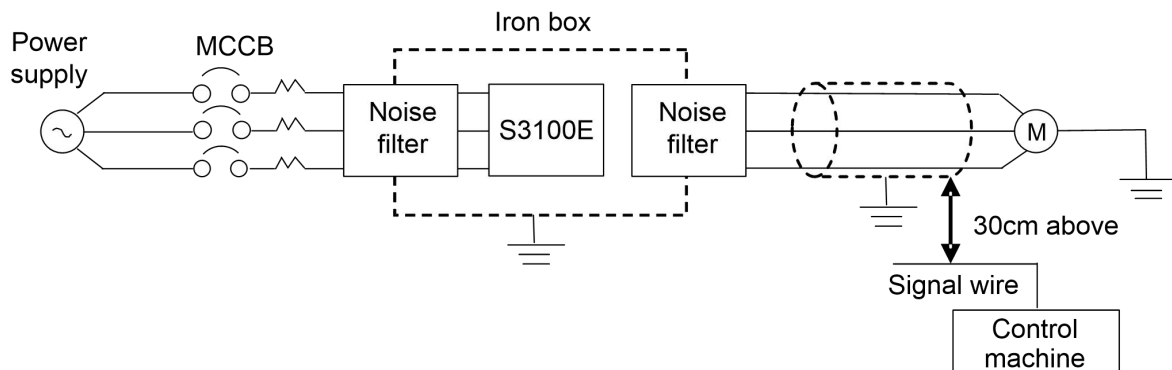 Iron box
Power
supply
MCCB
Noise
filter
S3100E
Noise
filter
M
30cm above
Signal wire
Control
machine